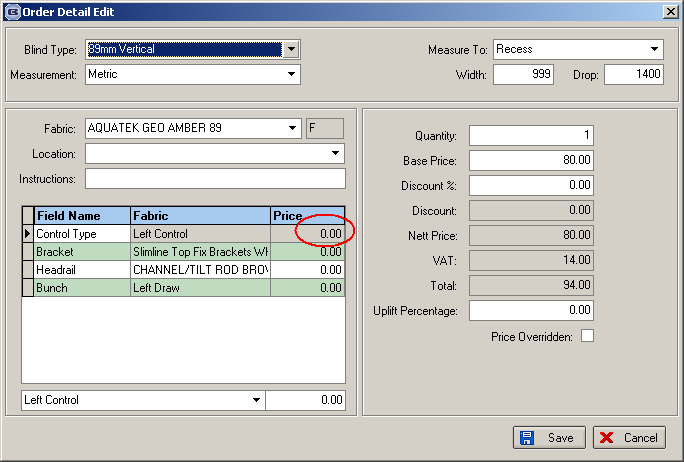 Order Detail Edit
Blind Type: 89mm Vertical Measure To: Recess
Measurement: Metric Width: 999 Drop: 1400
Fabric: AQUATEK GEO AMBER 89 F
Location:
Instructions:
Field Name Fabric Price
Control Type Left Control 0.00
Bracket Slimline Top Fix Brackets Wh 0.00
Headrail CHANNEL/TILT ROD BROW 0.00
Bunch Left Draw 0.00
Left Control 0.00
Quantity: 1
Base Price: 80.00
Discount %: 0.00
Discount: 0.00
Nett Price: 80.00
VAT: 14.00
Total: 94.00
Uplift Percentage: 0.00
Price Overridden:
Save Cancel